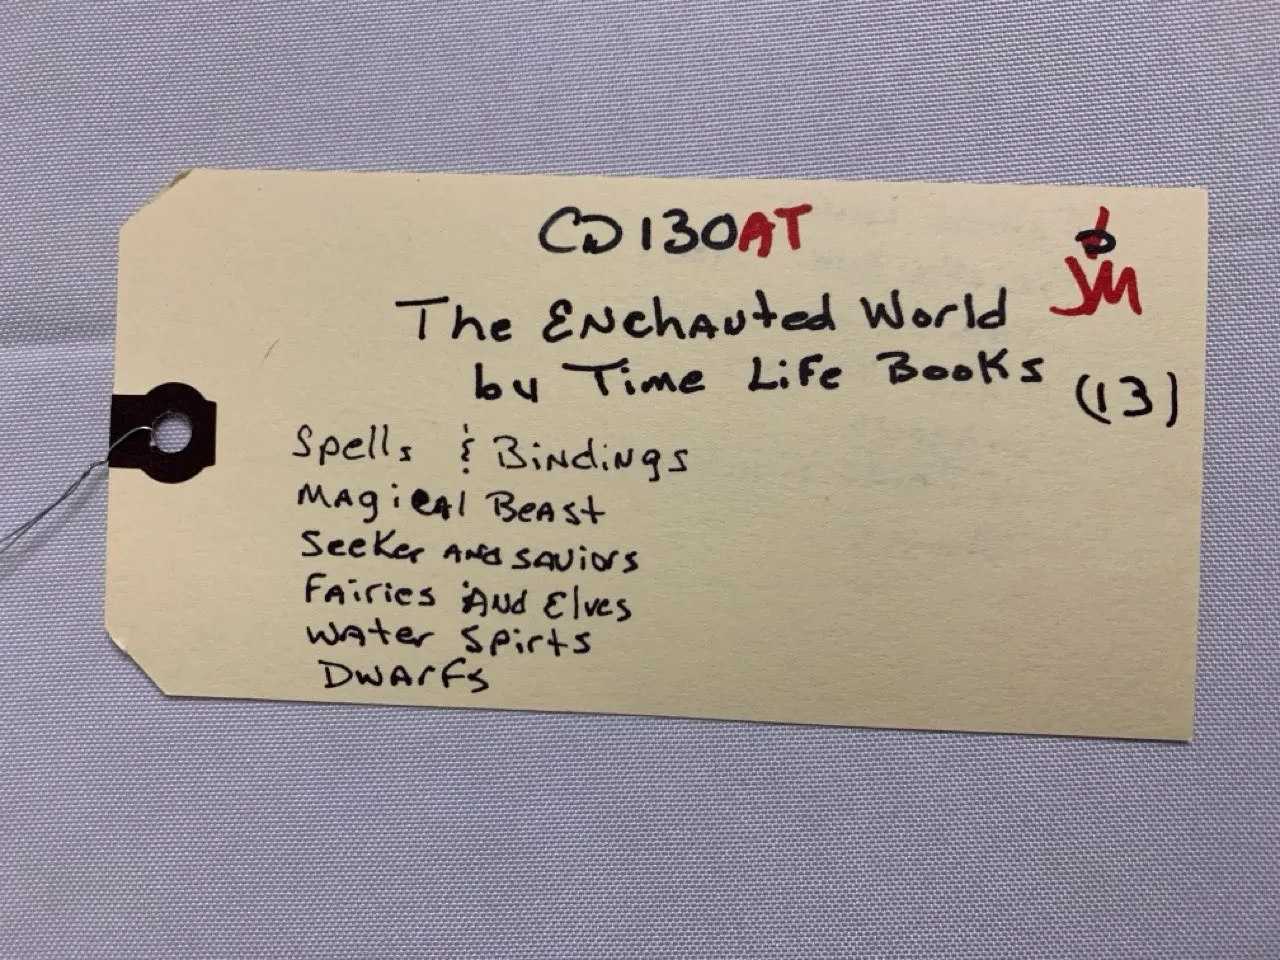 CD130AT
JM
The Enchanted World
by Time Life Books (13)
Spells & Bindings
Magical Beast
Seeker and Saviors
Fairies And Elves
Water Spirts
Dwarfs